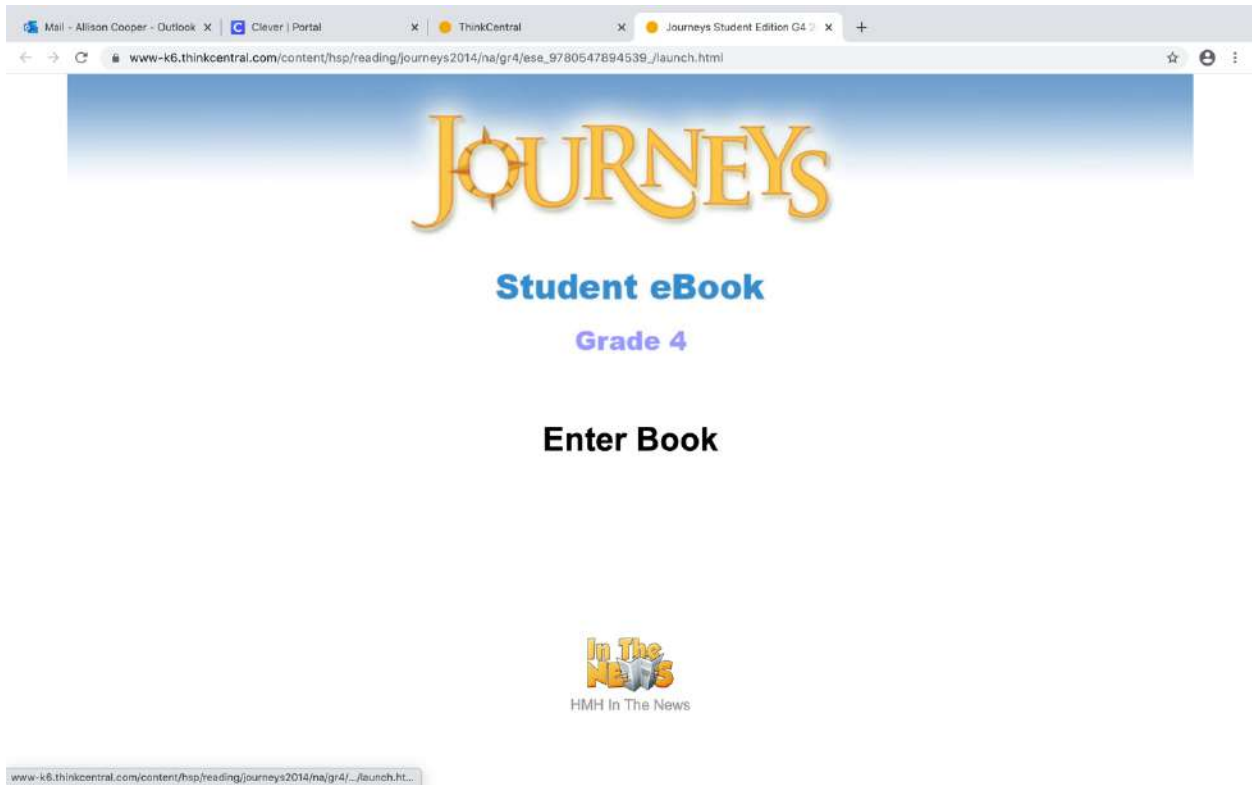 Mail - Allison Cooper - Outlook
Clever | Portal
ThinkCentral
Journeys Student Edition G4
www-k6.thinkcentral.com/content/hsp/reading/journeys2014/na/gr4/ese_9780547894539_/launch.html
JOURNEYS
Student eBook
Grade 4
Enter Book
In The
NEWS
HMH In The News
www-k6.thinkcentral.com/content/hsp/reading/journeys2014/na/gr4/.../launch.ht...